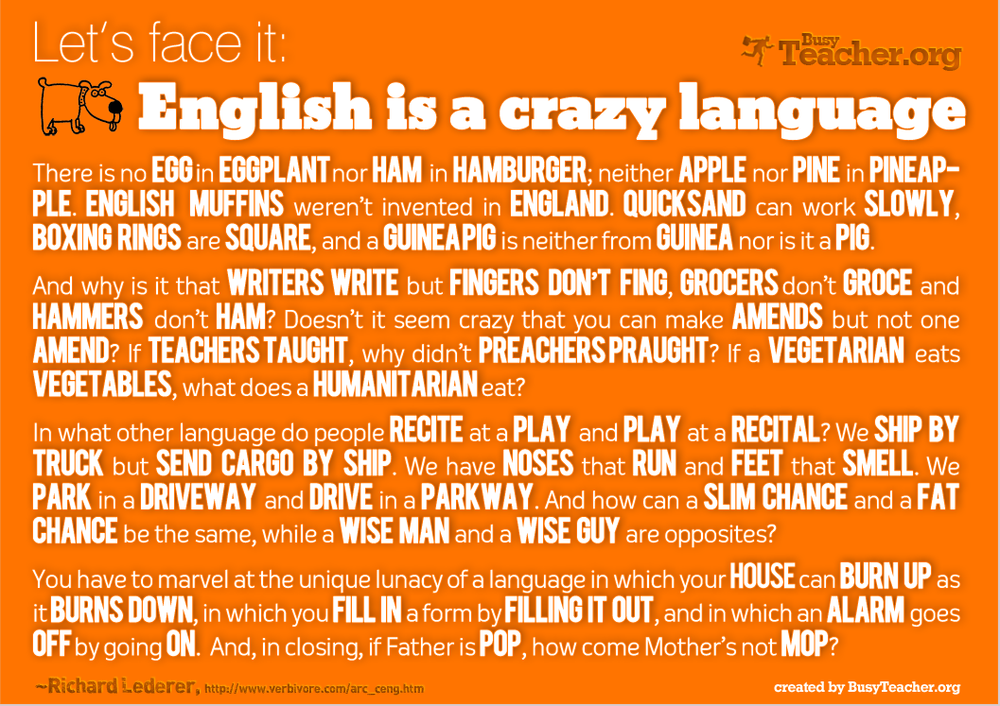 Let's face it:
Busy
Teacher.org
English is a crazy language
There is no EGG in EGGPLANT nor HAM in HAMBURGER; neither APPLE nor PINE in PINEAP-
PLE. ENGLISH MUFFINS weren't invented in ENGLAND. QUICKSAND can work SLOWLY,
BOXING RINGS are SQUARE, and a GUINEA PIG is neither from GUINEA nor is it a PIG.
And why is it that WRITERS WRITE but FINGERS DON'T FING, GROCERS don't GROCE and
HAMMERS don't HAM? Doesn't it seem crazy that you can make AMENDS but not one
AMEND? If TEACHERS TAUGHT, why didn't PREACHERS PRAUGHT? If a VEGETARIAN eats
VEGETABLES, what does a HUMANITARIAN eat?
In what other language do people RECITE at a PLAY and PLAY at a RECITAL? We SHIP BY
TRUCK but SEND CARGO BY SHIP. We have NOSES that RUN and FEET that SMELL. We
PARK in a DRIVEWAY and DRIVE in a PARKWAY. And how can a SLIM CHANCE and a FAT
CHANCE be the same, while a WISE MAN and a WISE GUY are opposites?
You have to marvel at the unique lunacy of a language in which your HOUSE can BURN UP as
it BURNS DOWN, in which you FILL IN a form by FILLING IT OUT, and in which an ALARM goes
OFF by going ON. And, in closing, if Father is POP, how come Mother's not MOP?
~Richard Lederer, http://www.verbivore.com/arc_ceng.htm
created by BusyTeacher.org